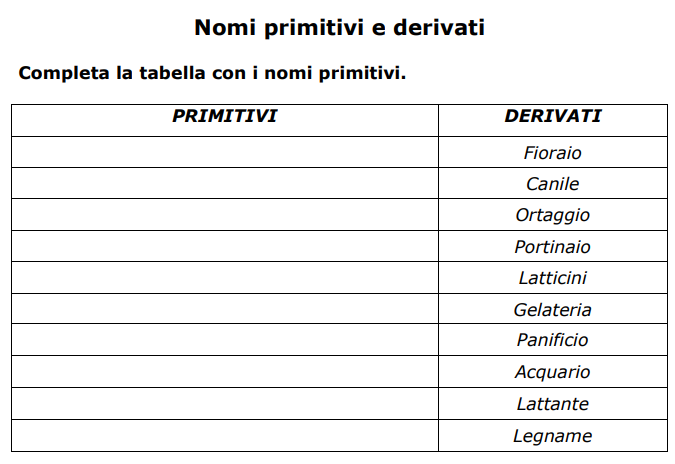 Nomi primitivi e derivati
Completa la tabella con i nomi primitivi.
PRIMITIVI DERIVATI
Fioraio
Canile
Ortaggio
Portinaio
Latticini
Gelateria
Panificio
Acquario
Lattante
Legname